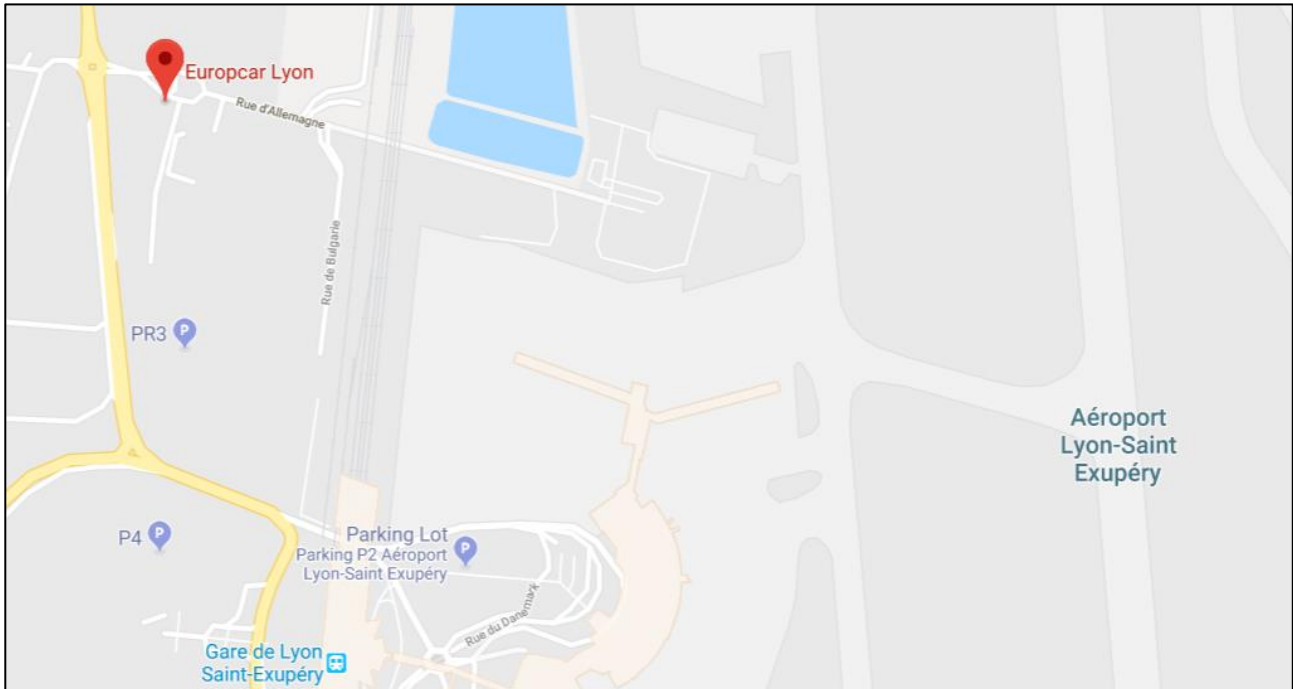 Europcar Lyon
Rue d'Allemagne
Rue de Bulgarie
PR3
P
Aéroport
Lyon-Saint
Exupéry
P4
P
Parking Lot
Parking P2 Aéroport
Lyon-Saint Exupéry
P
Rue du Danemark
Gare de Lyon
Saint-Exupéry